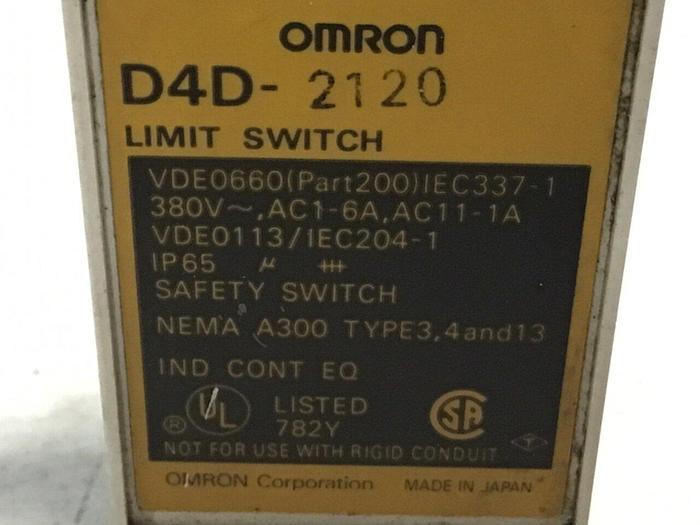 OMRON
D4D- 2120
LIMIT SWITCH
VDE0660(Part200)IEC337-1
380V～,AC1-6A,AC11-1A
VDE0113/IEC204-1
IP65 µ
SAFETY SWITCH
NEMA A300 TYPE3,4and13
IND CONT EQ
UL LISTED SA
® 782Y T
NOT FOR USE WITH RIGID CONDUIT
OMRON Corporation MADE IN JAPAN